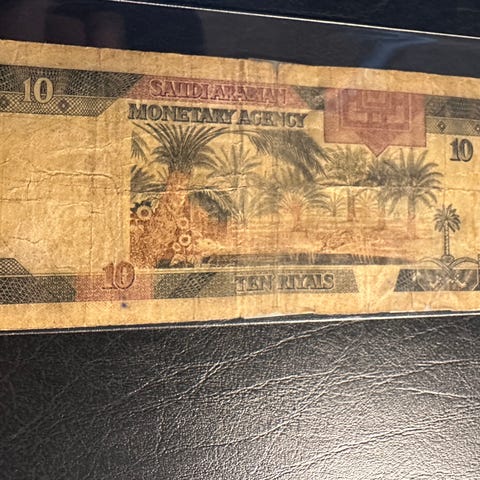 10
SAUDI ARABIAN
MONETARY AGENCY
10
10
TEN RIYALS